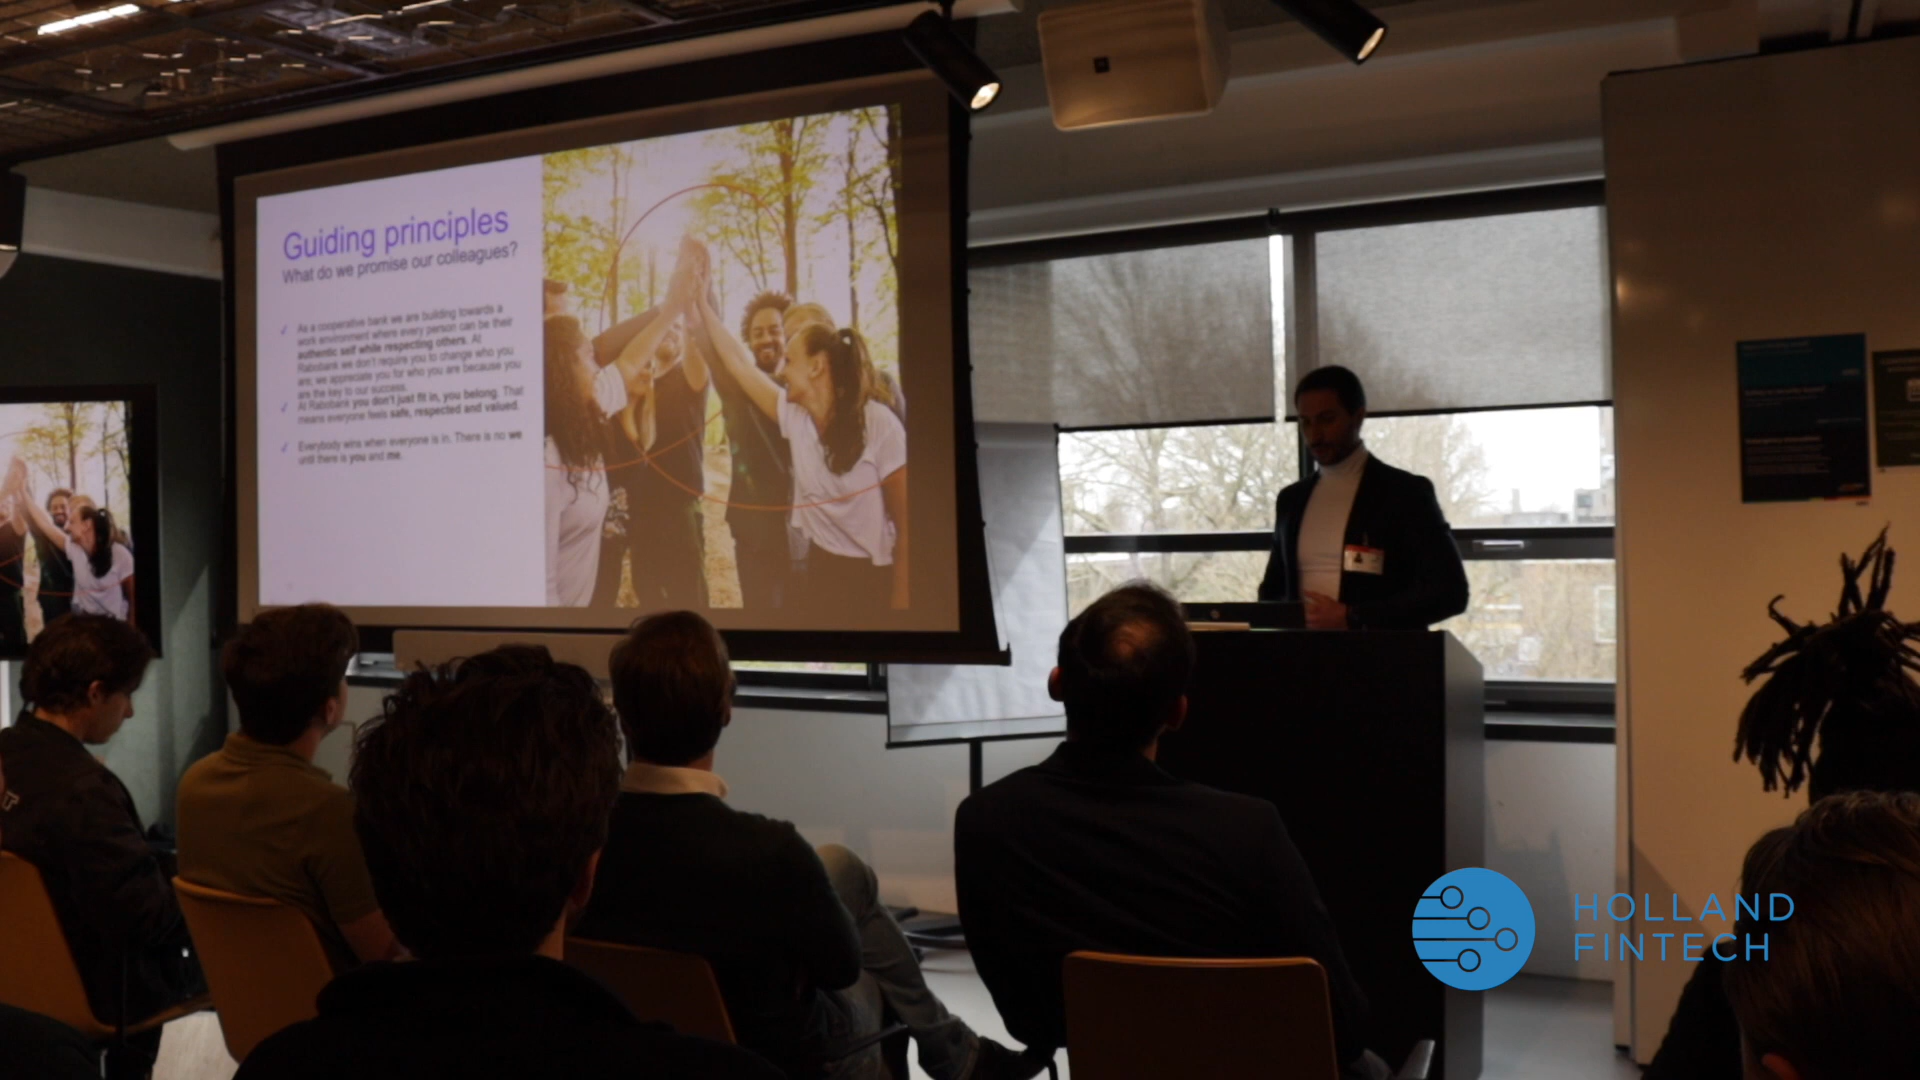 Guiding principles
What do we promise our colleagues?
✓ As a cooperative bank we are building towards a
work environment where every person can be their
authentic self while respecting others. At
Rabobank we don't require you to change who you
are; we appreciate you for who you are because you
are the key to our success.
✓ At Rabobank you don't just fit in, you belong. That
means everyone feels safe, respected and valued.
✓ Everybody wins when everyone is in. There is no we
until there is you and me.
HOLLAND
FINTECH